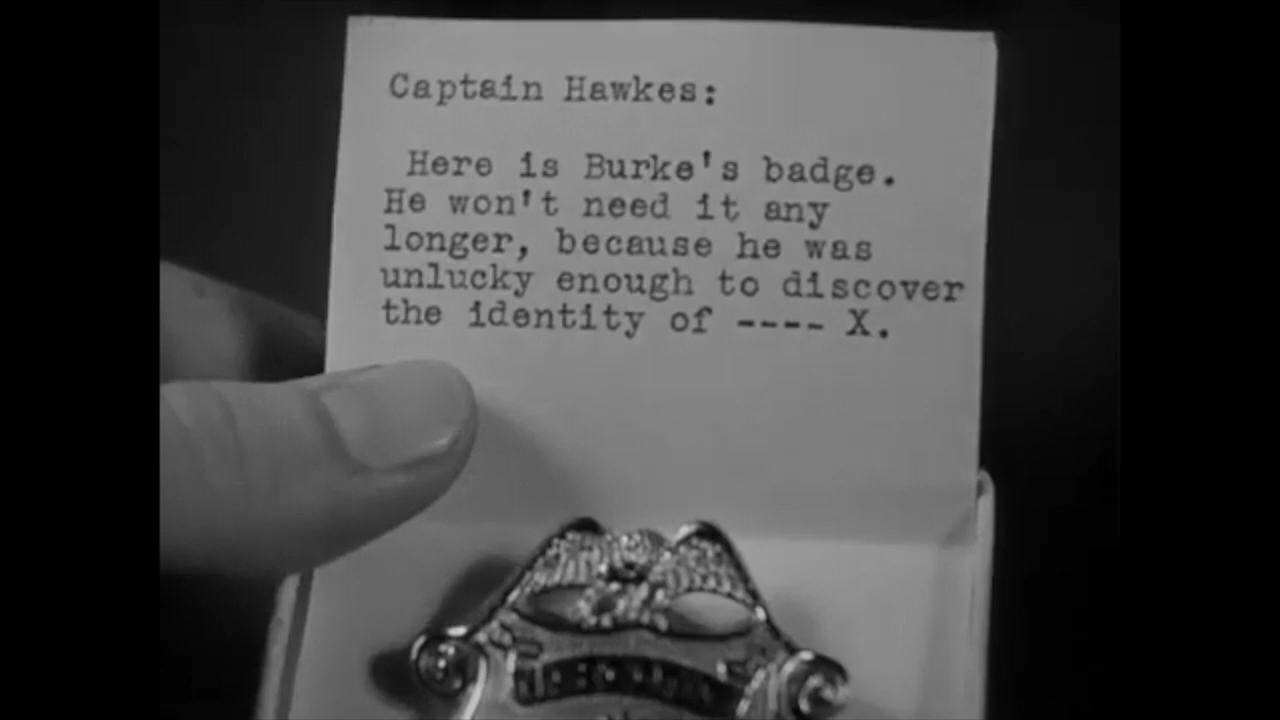 Captain Hawkes:
Here is Burke's badge.
He won't need it any
longer, because he was
unlucky enough to discover
the identity of ---- X.